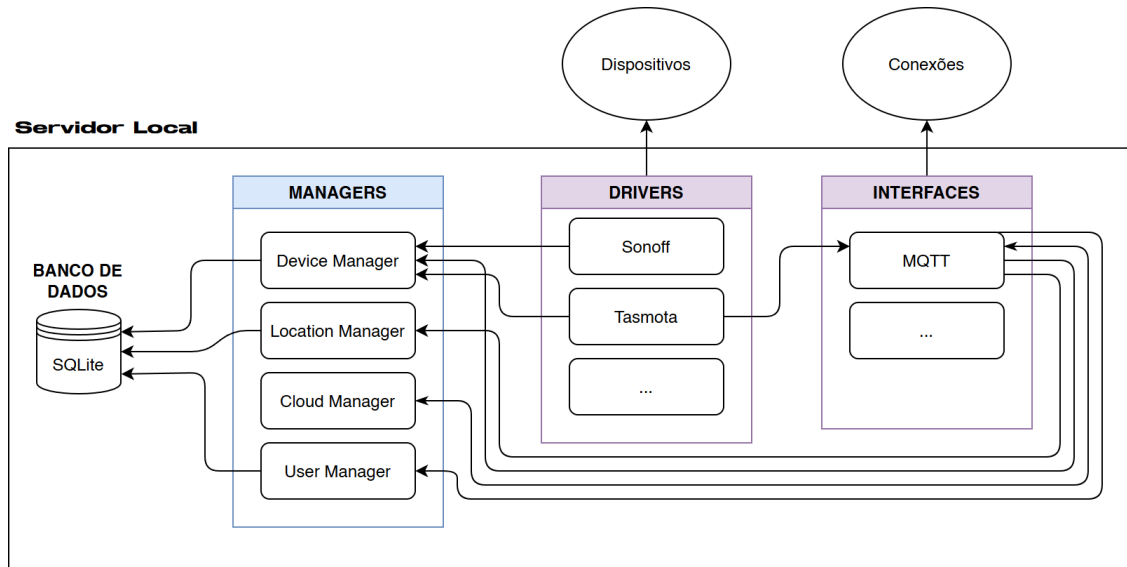 Dispositivos
Conexões
Servidor Local
MANAGERS
DRIVERS
INTERFACES
Device Manager
Sonoff
MQTT
BANCO DE
DADOS
SQLite
Location Manager
Tasmota
...
Cloud Manager
...
User Manager